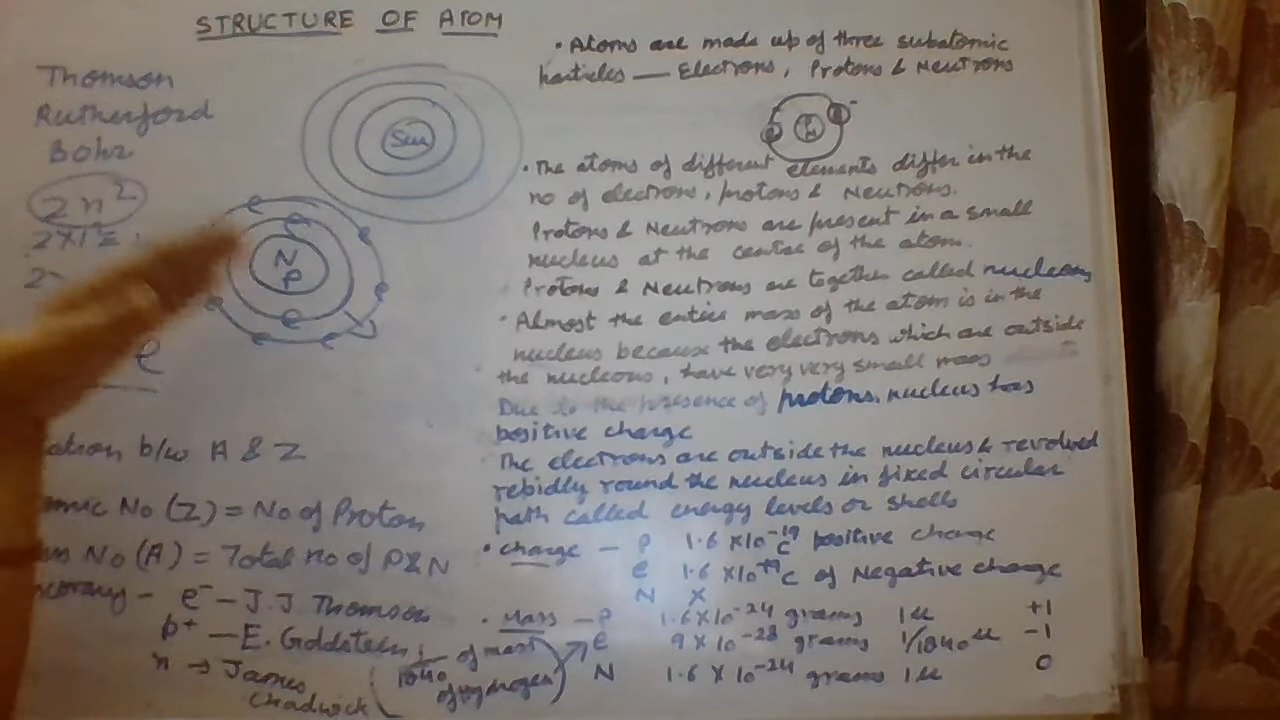 STRUCTURE OF ATOM
Thomson
Rutherford
Bohr
2n²
2×1² =
2
Sun
e
e
e
N
P
e
e
e
e
e
e
Atomic No (Z) = No of Proton
b/w A & Z
No (A) = Total no of P & N
e⁻ – J.J Thomson
p⁺ — E. Goldstein
n → James
Chadwick
(1/1840 of mass
of hydrogen)
• Atoms are made up of three subatomic
particles — Electrons, Protons & Neutrons
• The atoms of different elements differ in the
no of electrons, protons & Neutrons.
Protons & Neutrons are present in a small
nucleus at the centre of the atom.
• Protons & Neutrons are together called nucleons
• Almost the entire mass of the atom is in the
nucleus because the electrons which are outside
the nucleons, have very very small mass
Due to the presence of protons, nucleus has
positive charge
The electrons are outside the nucleus & revolved
rebidly round the nucleus in fixed circular
path called energy levels or shells
• charge – P 1.6 ×10⁻¹⁹ C positive charge
e 1.6 ×10⁻¹⁹ C of Negative charge
N X
• Mass – P 1.6 × 10⁻²⁴ grams 1u +1
e 9 × 10⁻²⁸ grams 1/1840 u −1
N 1.6 × 10⁻²⁴ grams 1u 0